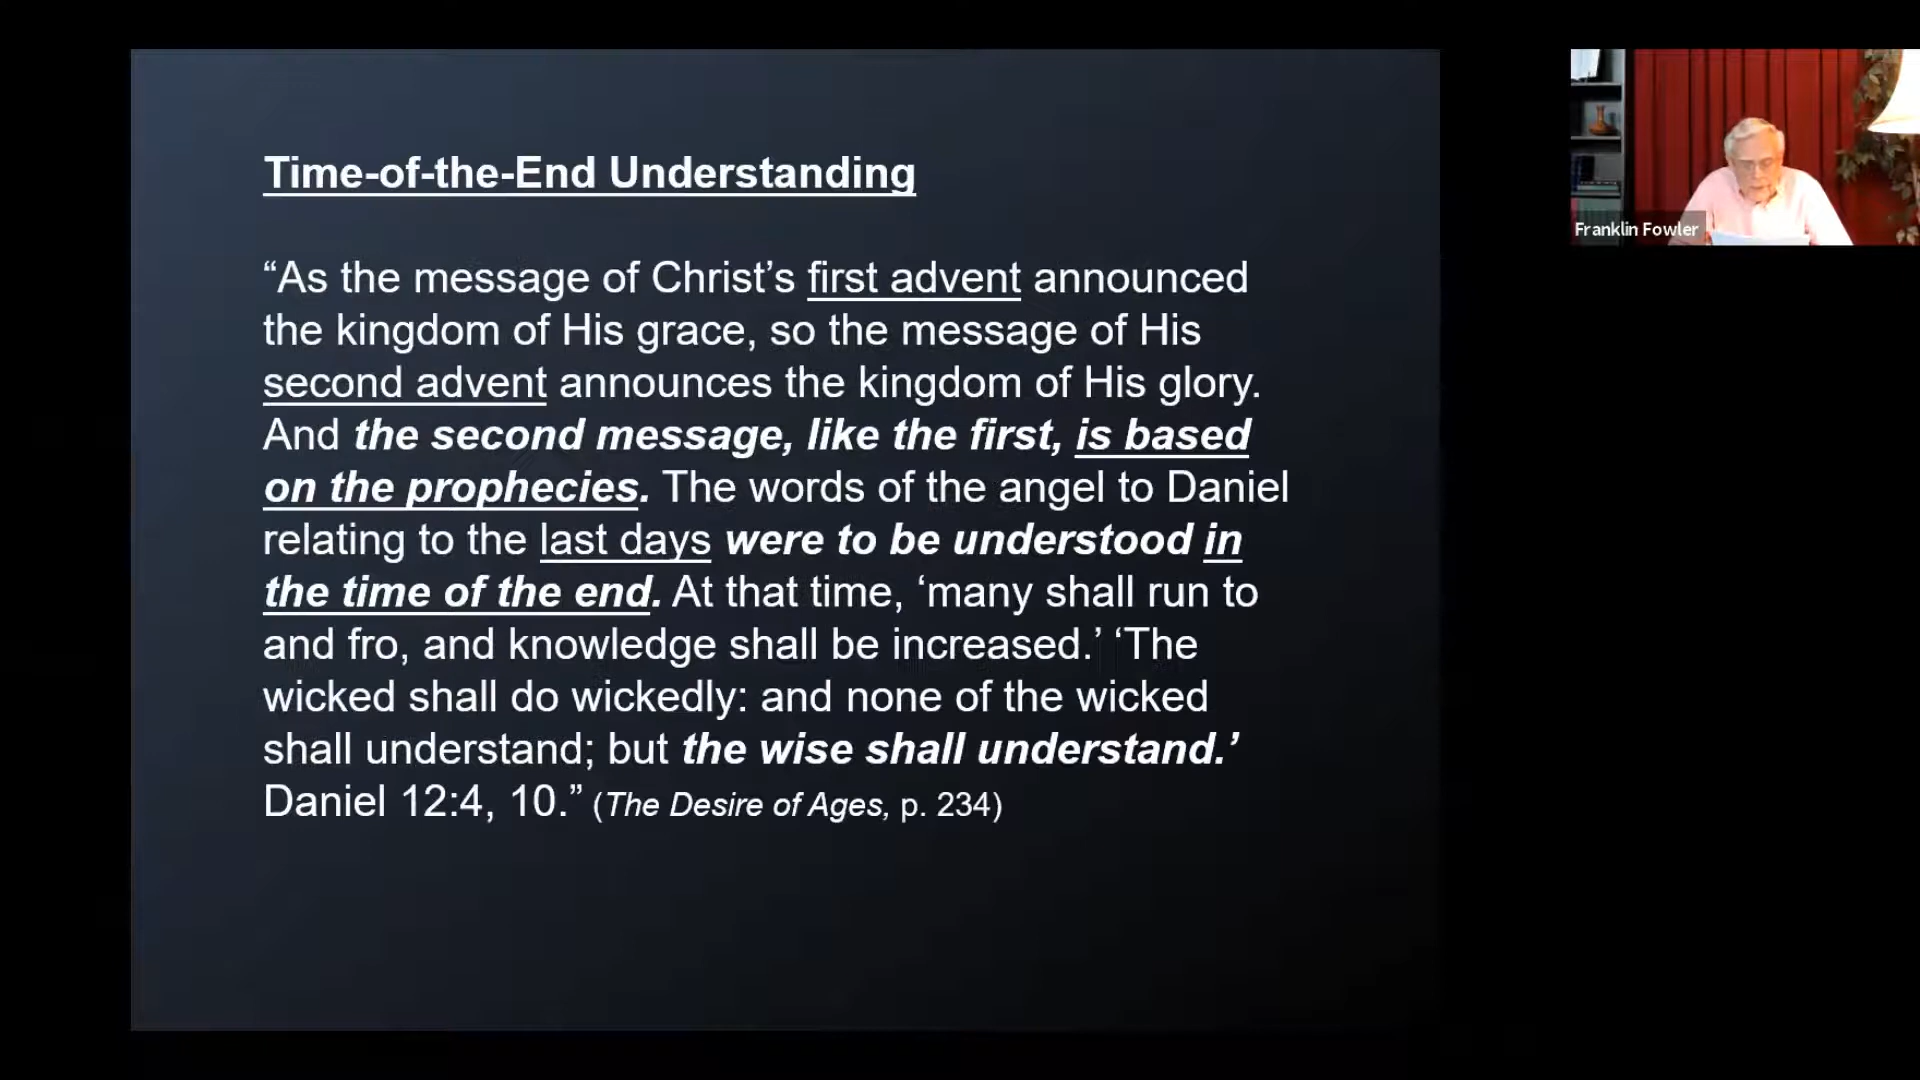 Time-of-the-End Understanding
“As the message of Christ’s first advent announced
the kingdom of His grace, so the message of His
second advent announces the kingdom of His glory.
And the second message, like the first, is based
on the prophecies. The words of the angel to Daniel
relating to the last days were to be understood in
the time of the end. At that time, ‘many shall run to
and fro, and knowledge shall be increased.’ ‘The
wicked shall do wickedly: and none of the wicked
shall understand; but the wise shall understand.’
Daniel 12:4, 10.” (The Desire of Ages, p. 234)
Franklin Fowler